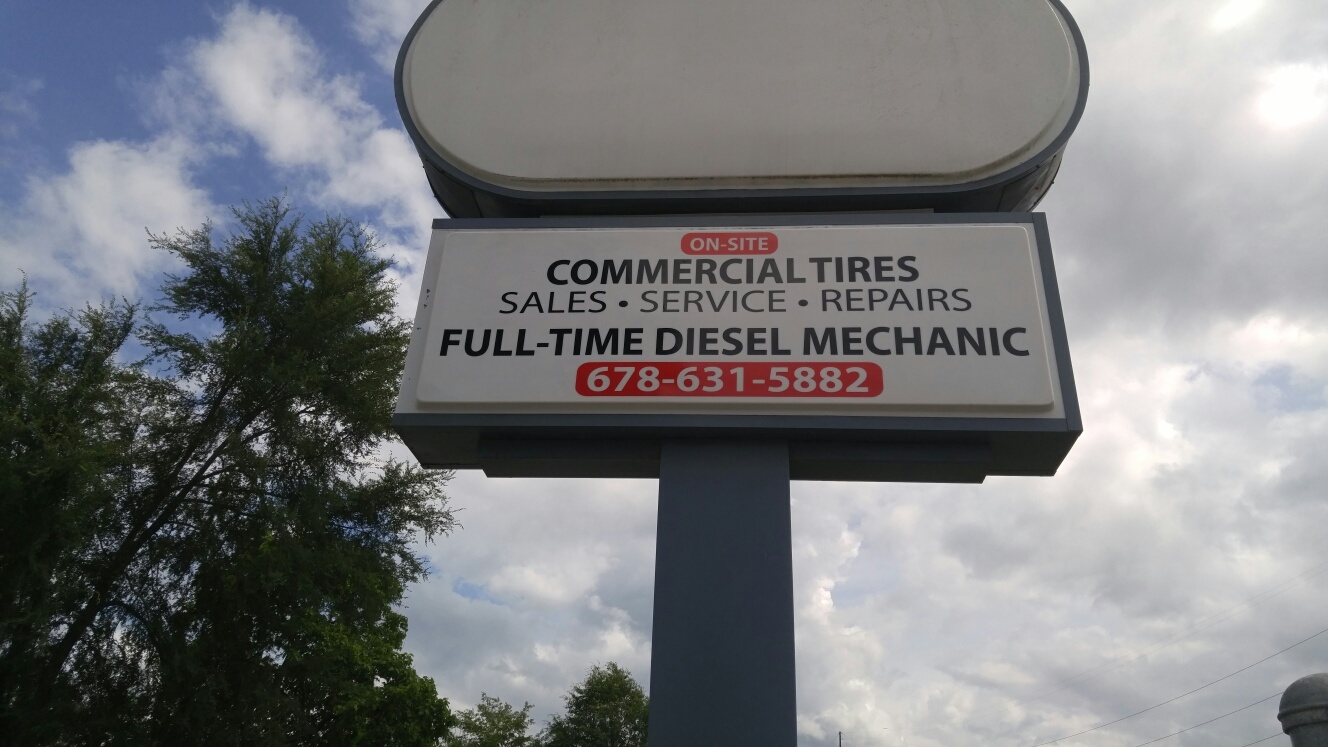 ON-SITE
COMMERCIAL TIRES
SALES • SERVICE • REPAIRS
FULL-TIME DIESEL MECHANIC
678-631-5882